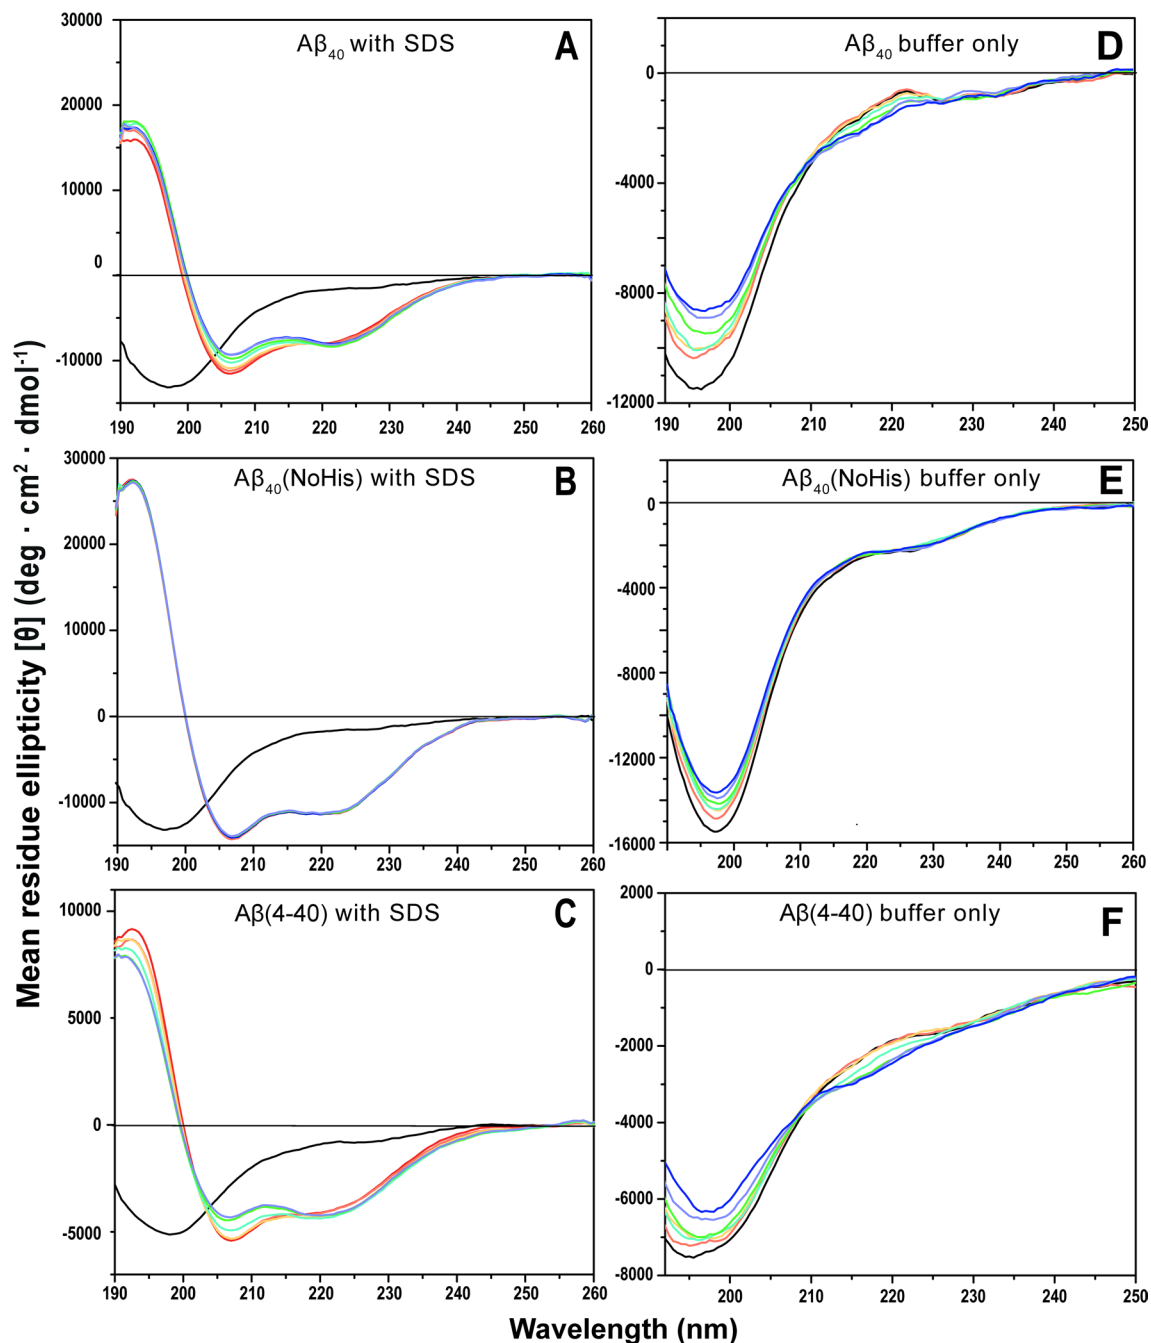 Mean residue ellipticity [θ] (deg · cm² · dmol⁻¹)
Aβ₄₀ with SDS
A
30000
20000
10000
0
-10000
190 200 210 220 230 240 250 260
Aβ₄₀ buffer only
D
0
-4000
-8000
-12000
200 210 220 230 240 250
Aβ₄₀(NoHis) with SDS
B
30000
20000
10000
0
-10000
190 200 210 220 230 240 250 260
Aβ₄₀(NoHis) buffer only
E
0
-4000
-8000
-12000
-16000
200 210 220 230 240 250 260
Aβ(4-40) with SDS
C
10000
5000
0
-5000
190 200 210 220 230 240 250 260
Aβ(4-40) buffer only
F
2000
0
-2000
-4000
-6000
-8000
200 210 220 230 240 250
Wavelength (nm)